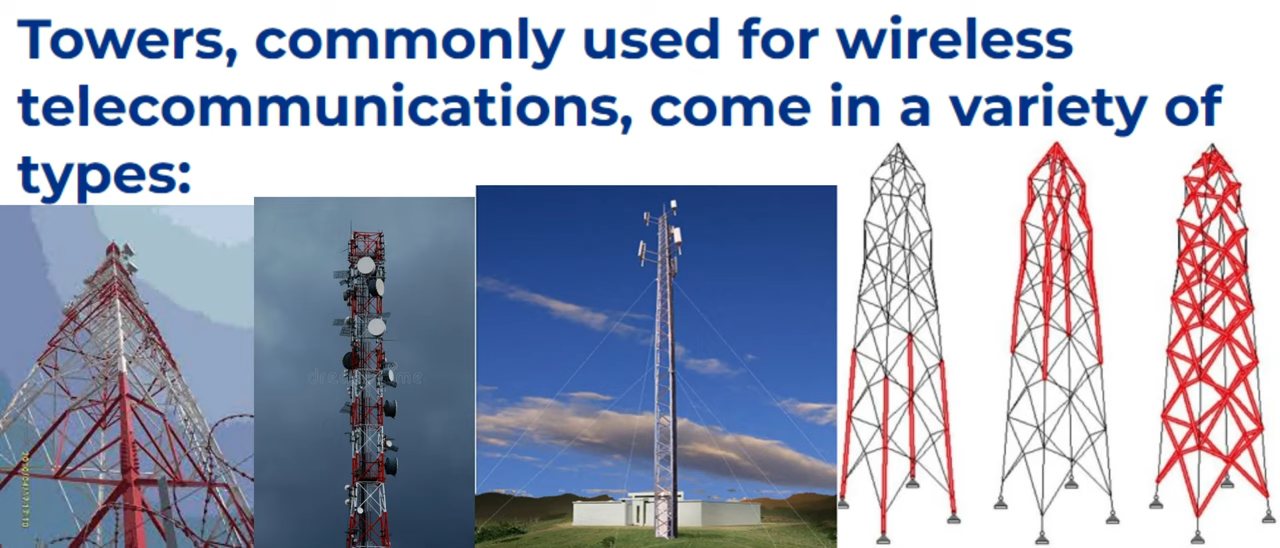 Towers, commonly used for wireless
telecommunications, come in a variety of
types: